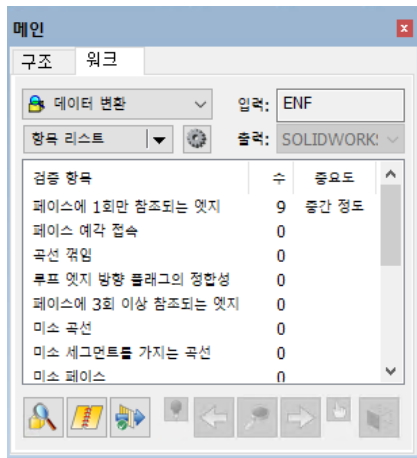 메인
구조 워크
데이터 변환 입력: ENF
항목 리스트 출력: SOLIDWORKS
검증 항목 수 중요도
페이스에 1회만 참조되는 엣지 9 중간 정도
페이스 예각 접속 0
곡선 꺾임 0
루프 엣지 방향 플래그의 정합성 0
페이스에 3회 이상 참조되는 엣지 0
미소 곡선 0
미소 세그먼트를 가지는 곡선 0
미소 페이스 0